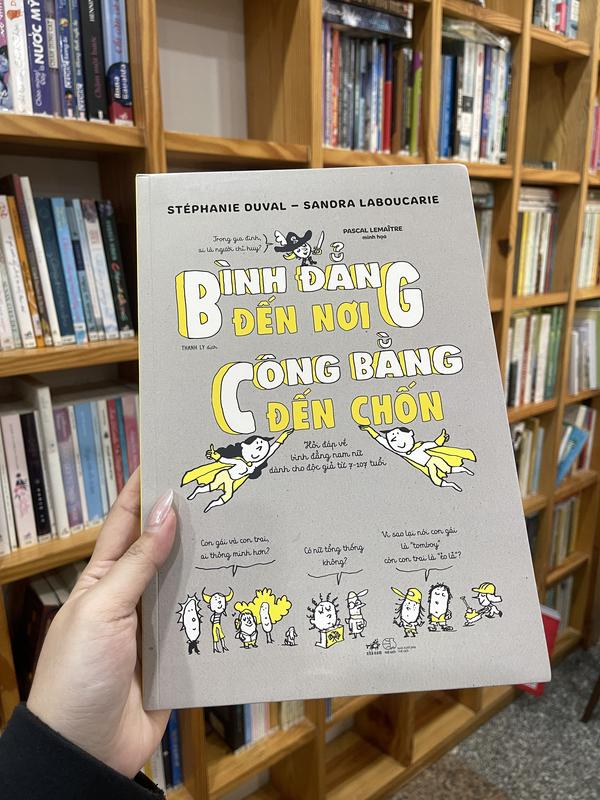 NƯỚC MỸ
STÉPHANIE DUVAL – SANDRA LABOUCARIE
Trong gia đình,
ai là người chỉ huy?
PASCAL LEMAÎTRE
minh họa
BÌNH ĐẲNG
ĐẾN NƠI
THANH LY dịch
CÔNG BẰNG
ĐẾN CHỐN
Hỏi đáp về
bình đẳng nam nữ
dành cho độc giả từ 7-107 tuổi
Con gái và con trai,
ai thông minh hơn?
Có nữ tổng thống
không?
Vì sao lại nói con gái
là "tomboy"
còn con trai là "ẻo lả"?